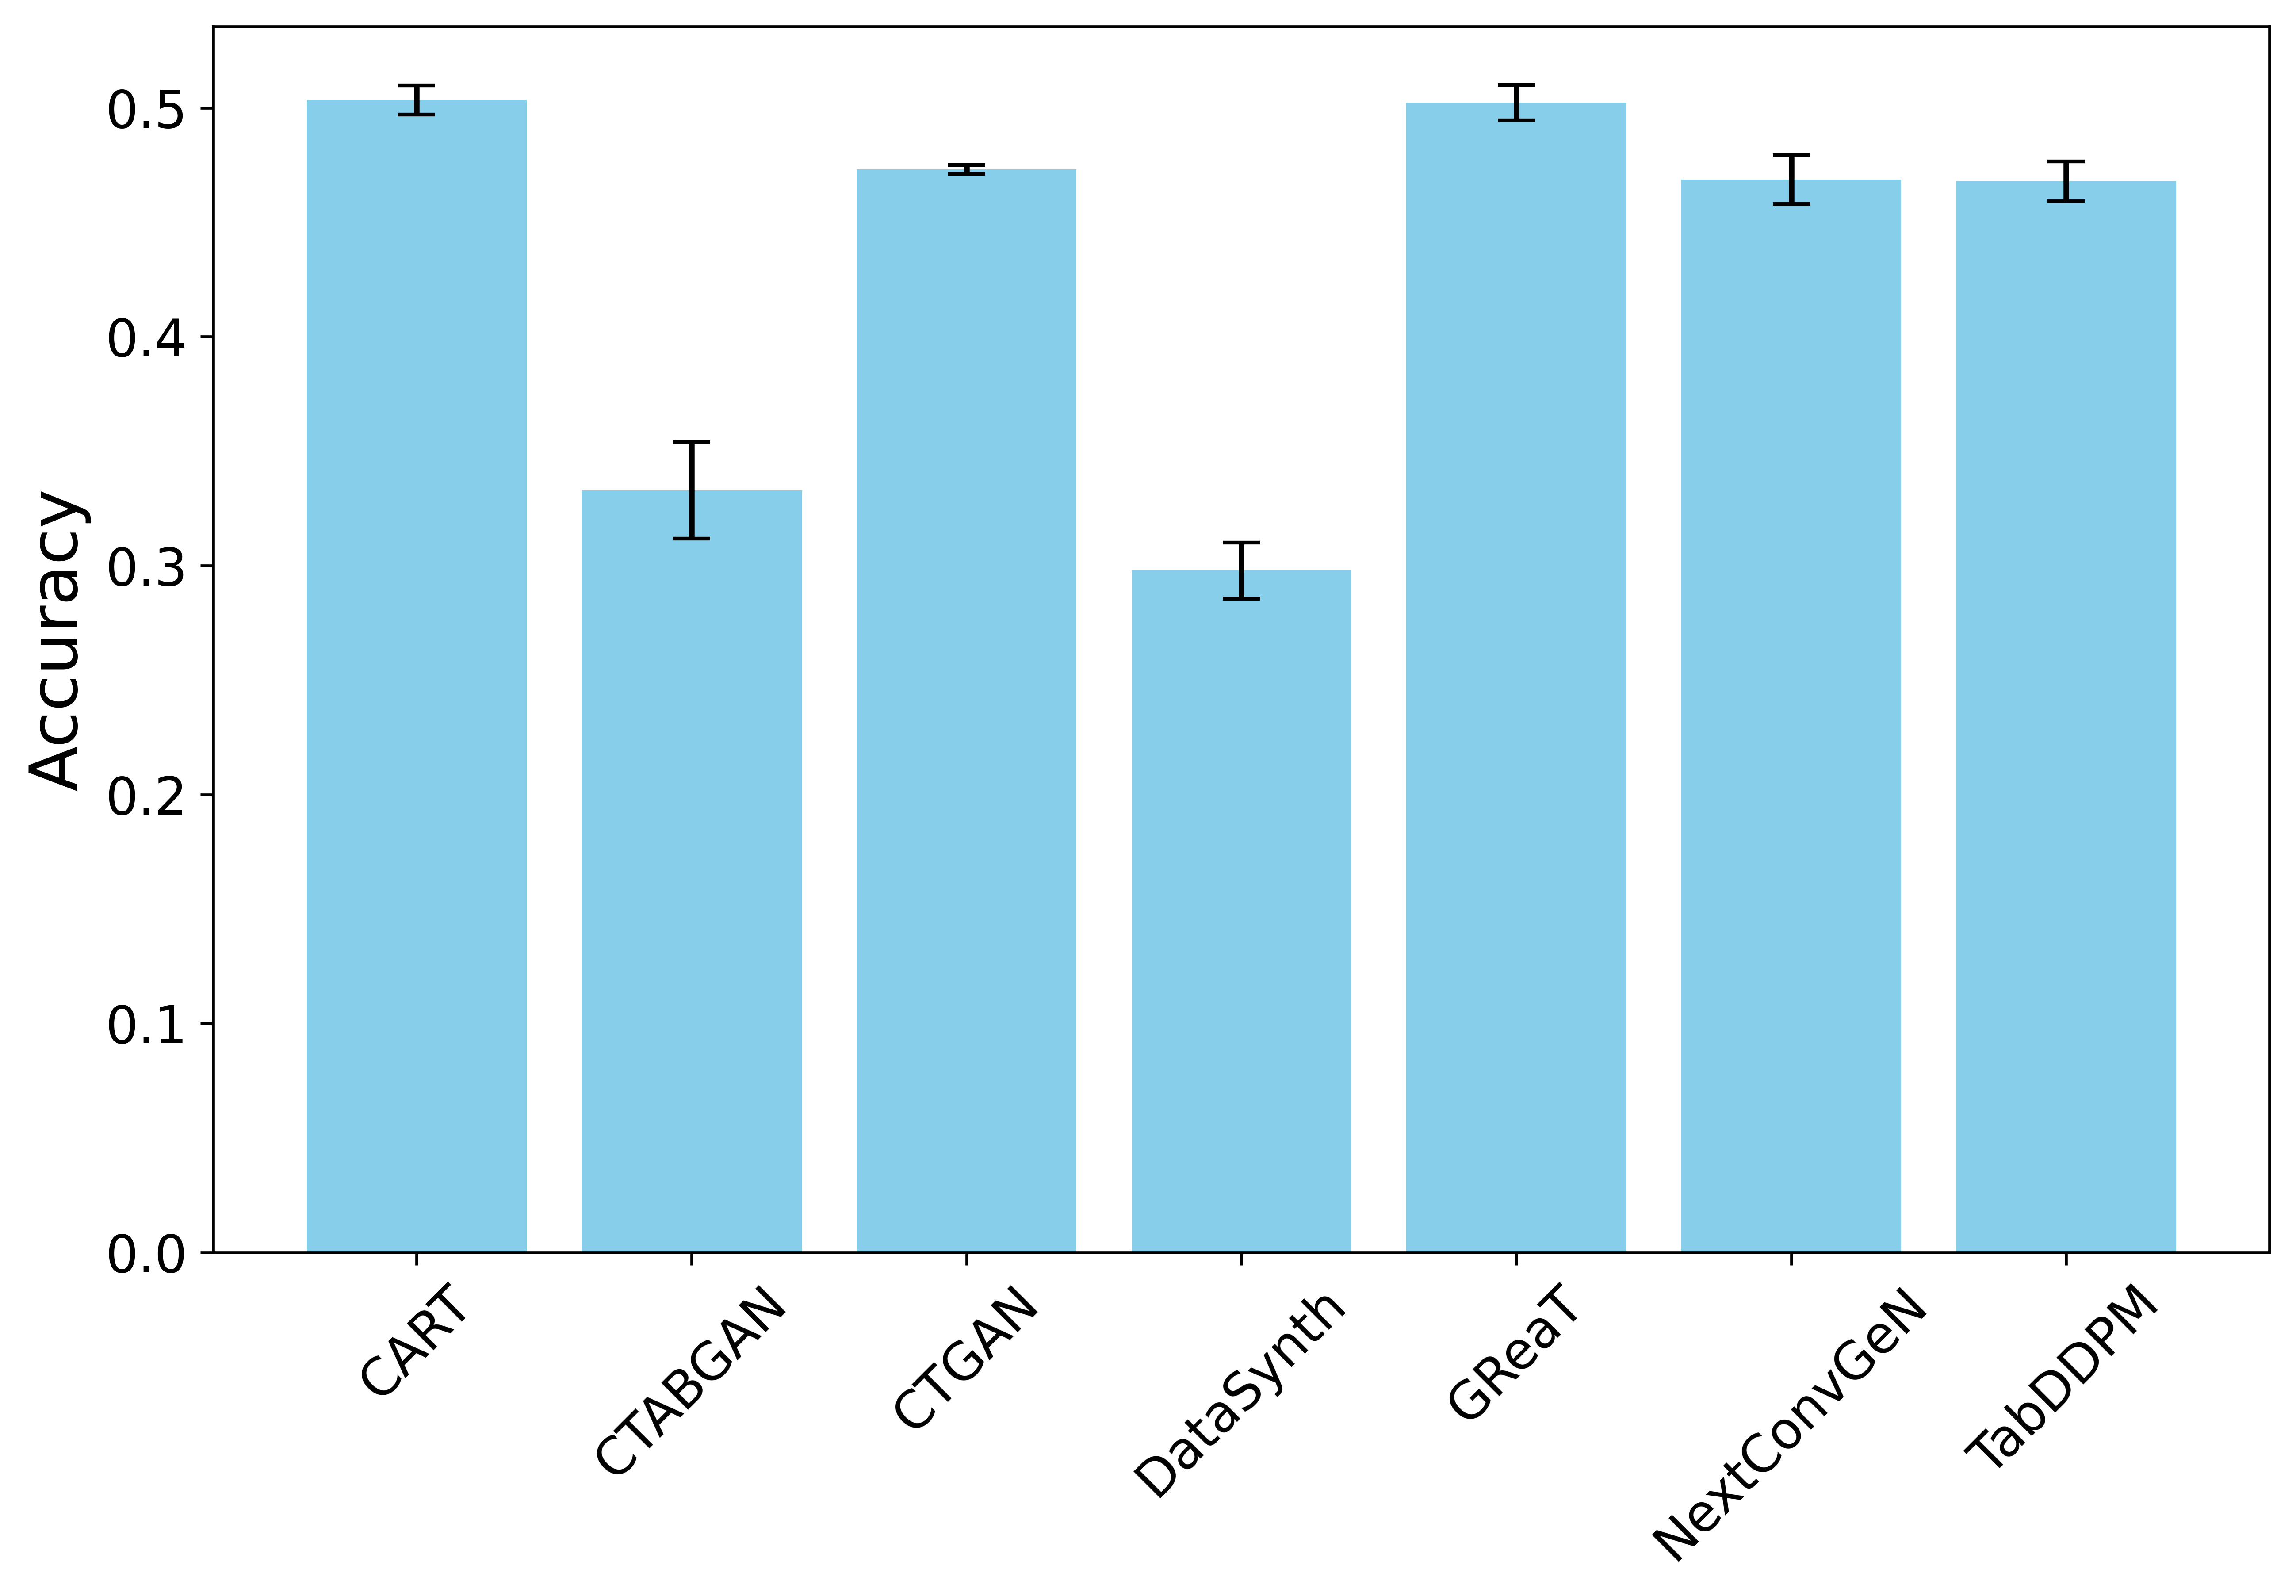 Accuracy
0.5
0.4
0.3
0.2
0.1
0.0
CART
CTABGAN
CTGAN
DataSynth
GReaT
NextConvGeN
TabDDPM